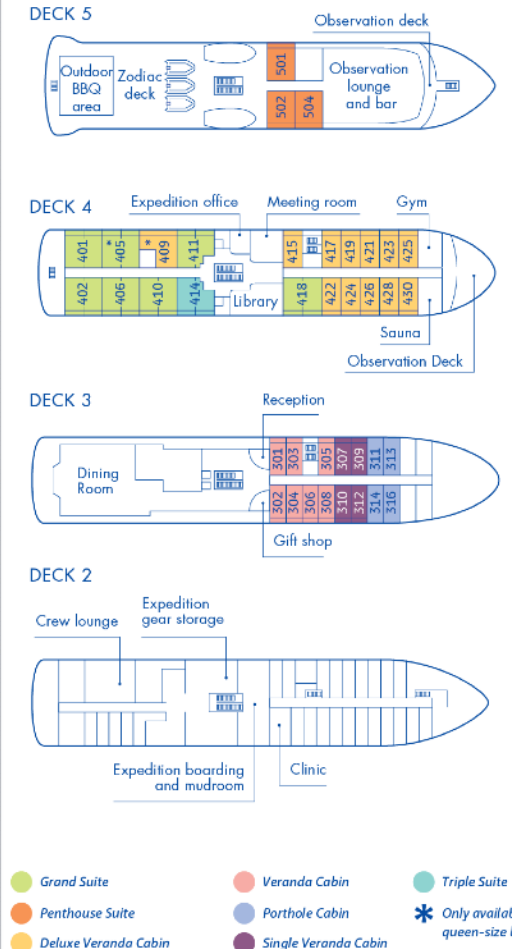 DECK 5
Observation deck
Outdoor
BBQ
area
Zodiac
deck
501
502
504
Observation
lounge
and bar
DECK 4
Expedition office
Meeting room
Gym
401
*
405
*
409
411
415
417
419
421
423
425
402
406
410
414
Library
418
422
424
426
428
430
Sauna
Observation Deck
DECK 3
Reception
301
303
305
307
309
311
313
Dining
Room
302
304
306
308
310
312
314
316
Gift shop
DECK 2
Expedition
gear storage
Crew lounge
Expedition boarding
and mudroom
Clinic
Grand Suite
Veranda Cabin
Triple Suite
Penthouse Suite
Porthole Cabin
* Only availab
queen-size b
Deluxe Veranda Cabin
Single Veranda Cabin